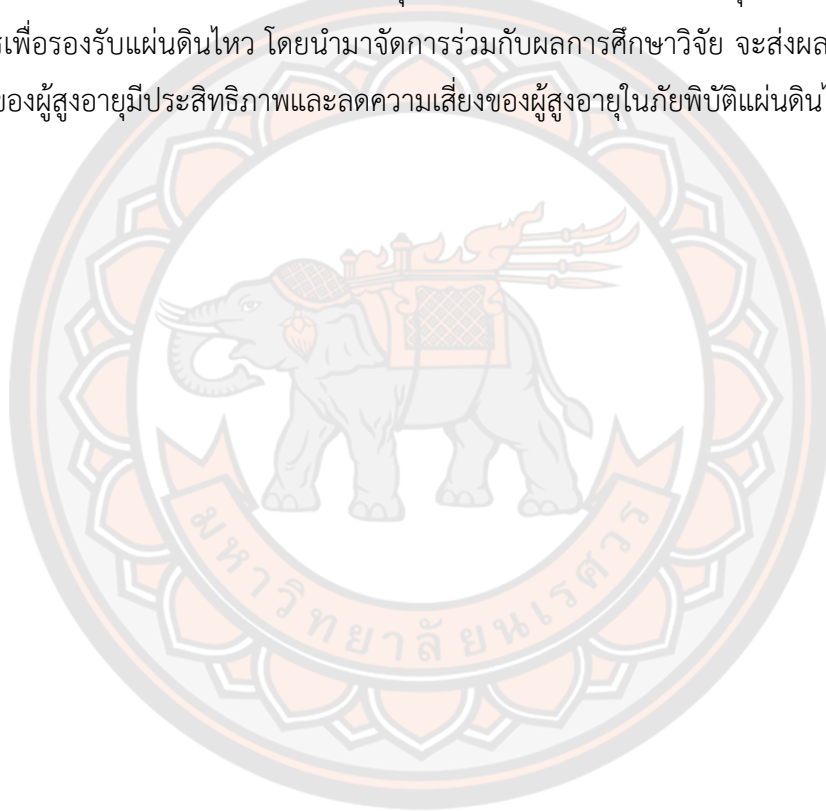 เพื่อรองรับแผ่นดินไหว โดยนำมาจัดการร่วมกับผลการศึกษาวิจัย จะส่งผล
ของผู้สูงอายุมีประสิทธิภาพและลดความเสี่ยงของผู้สูงอายุในภัยพิบัติแผ่นดิน
มหาวิทยาลัยนเรศวร